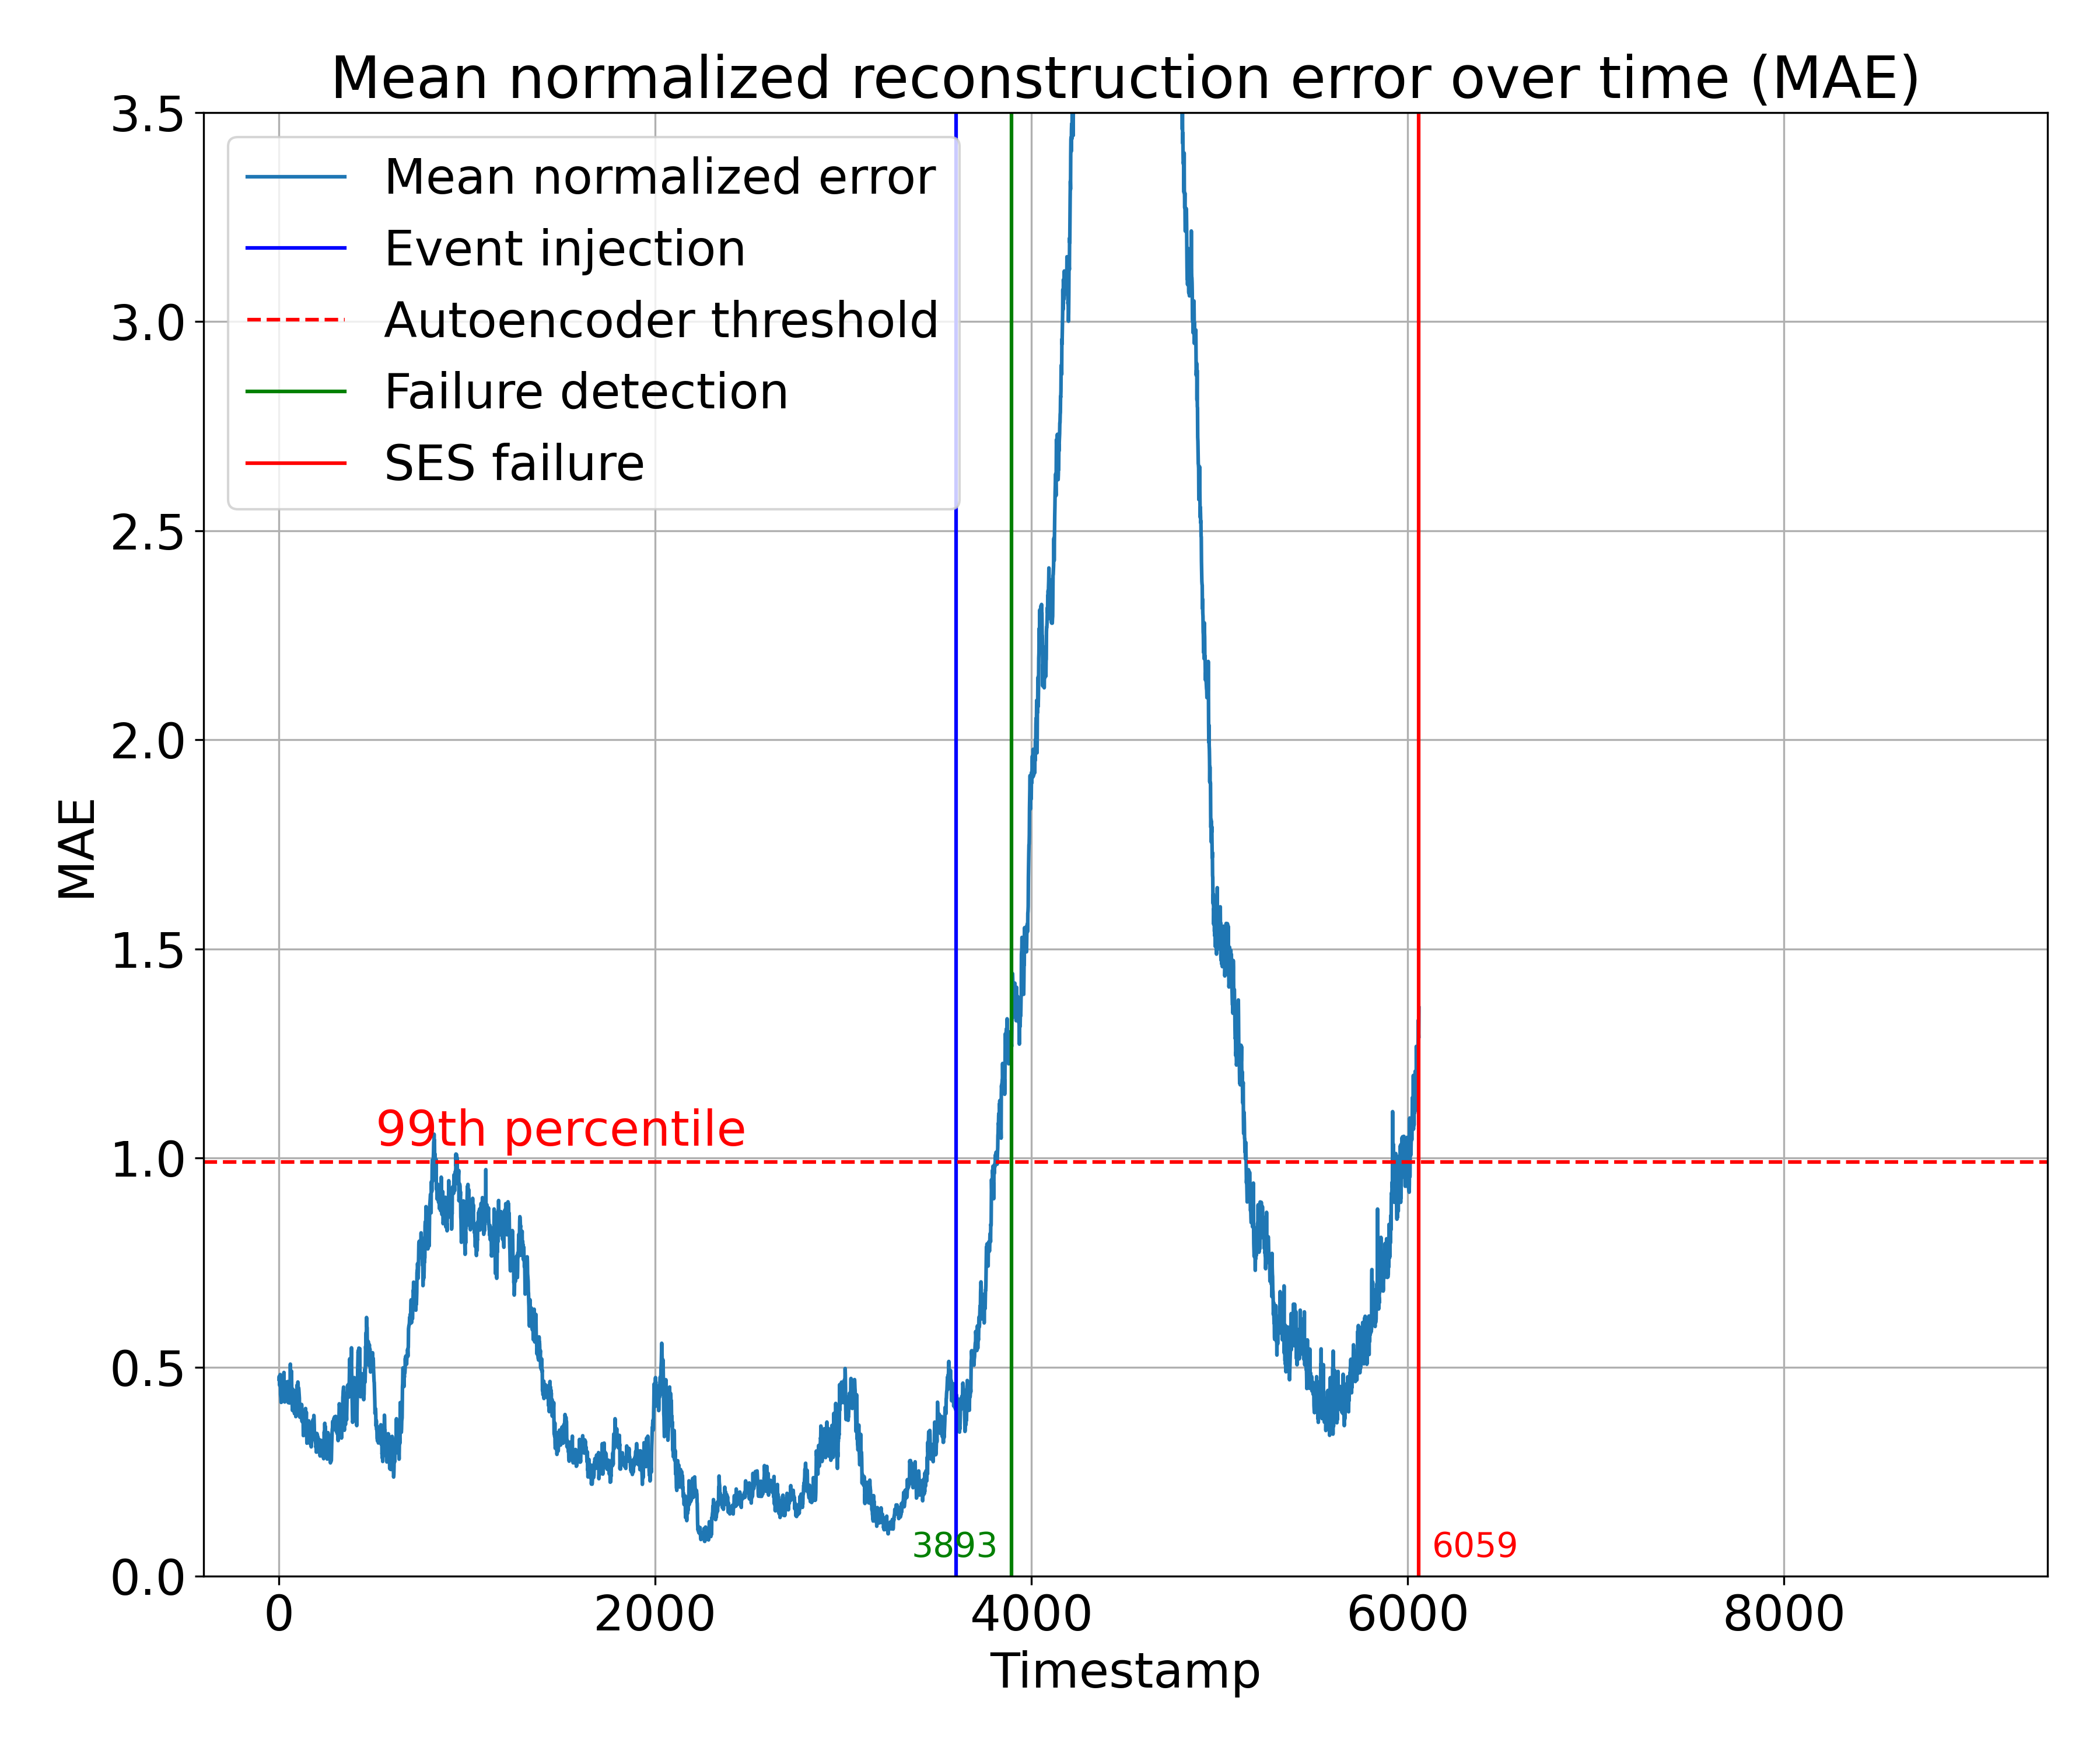 Mean normalized reconstruction error over time (MAE)
3.5
3.0
2.5
2.0
1.5
1.0
0.5
0.0
MAE
Mean normalized error
Event injection
Autoencoder threshold
Failure detection
SES failure
99th percentile
3893
6059
0 2000 4000 6000 8000
Timestamp